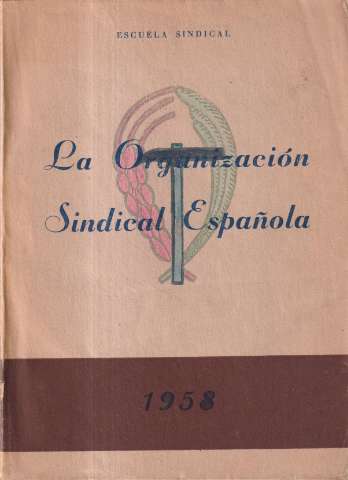 ESCUELA SINDICAL
La Organización
Sindical Española
1958